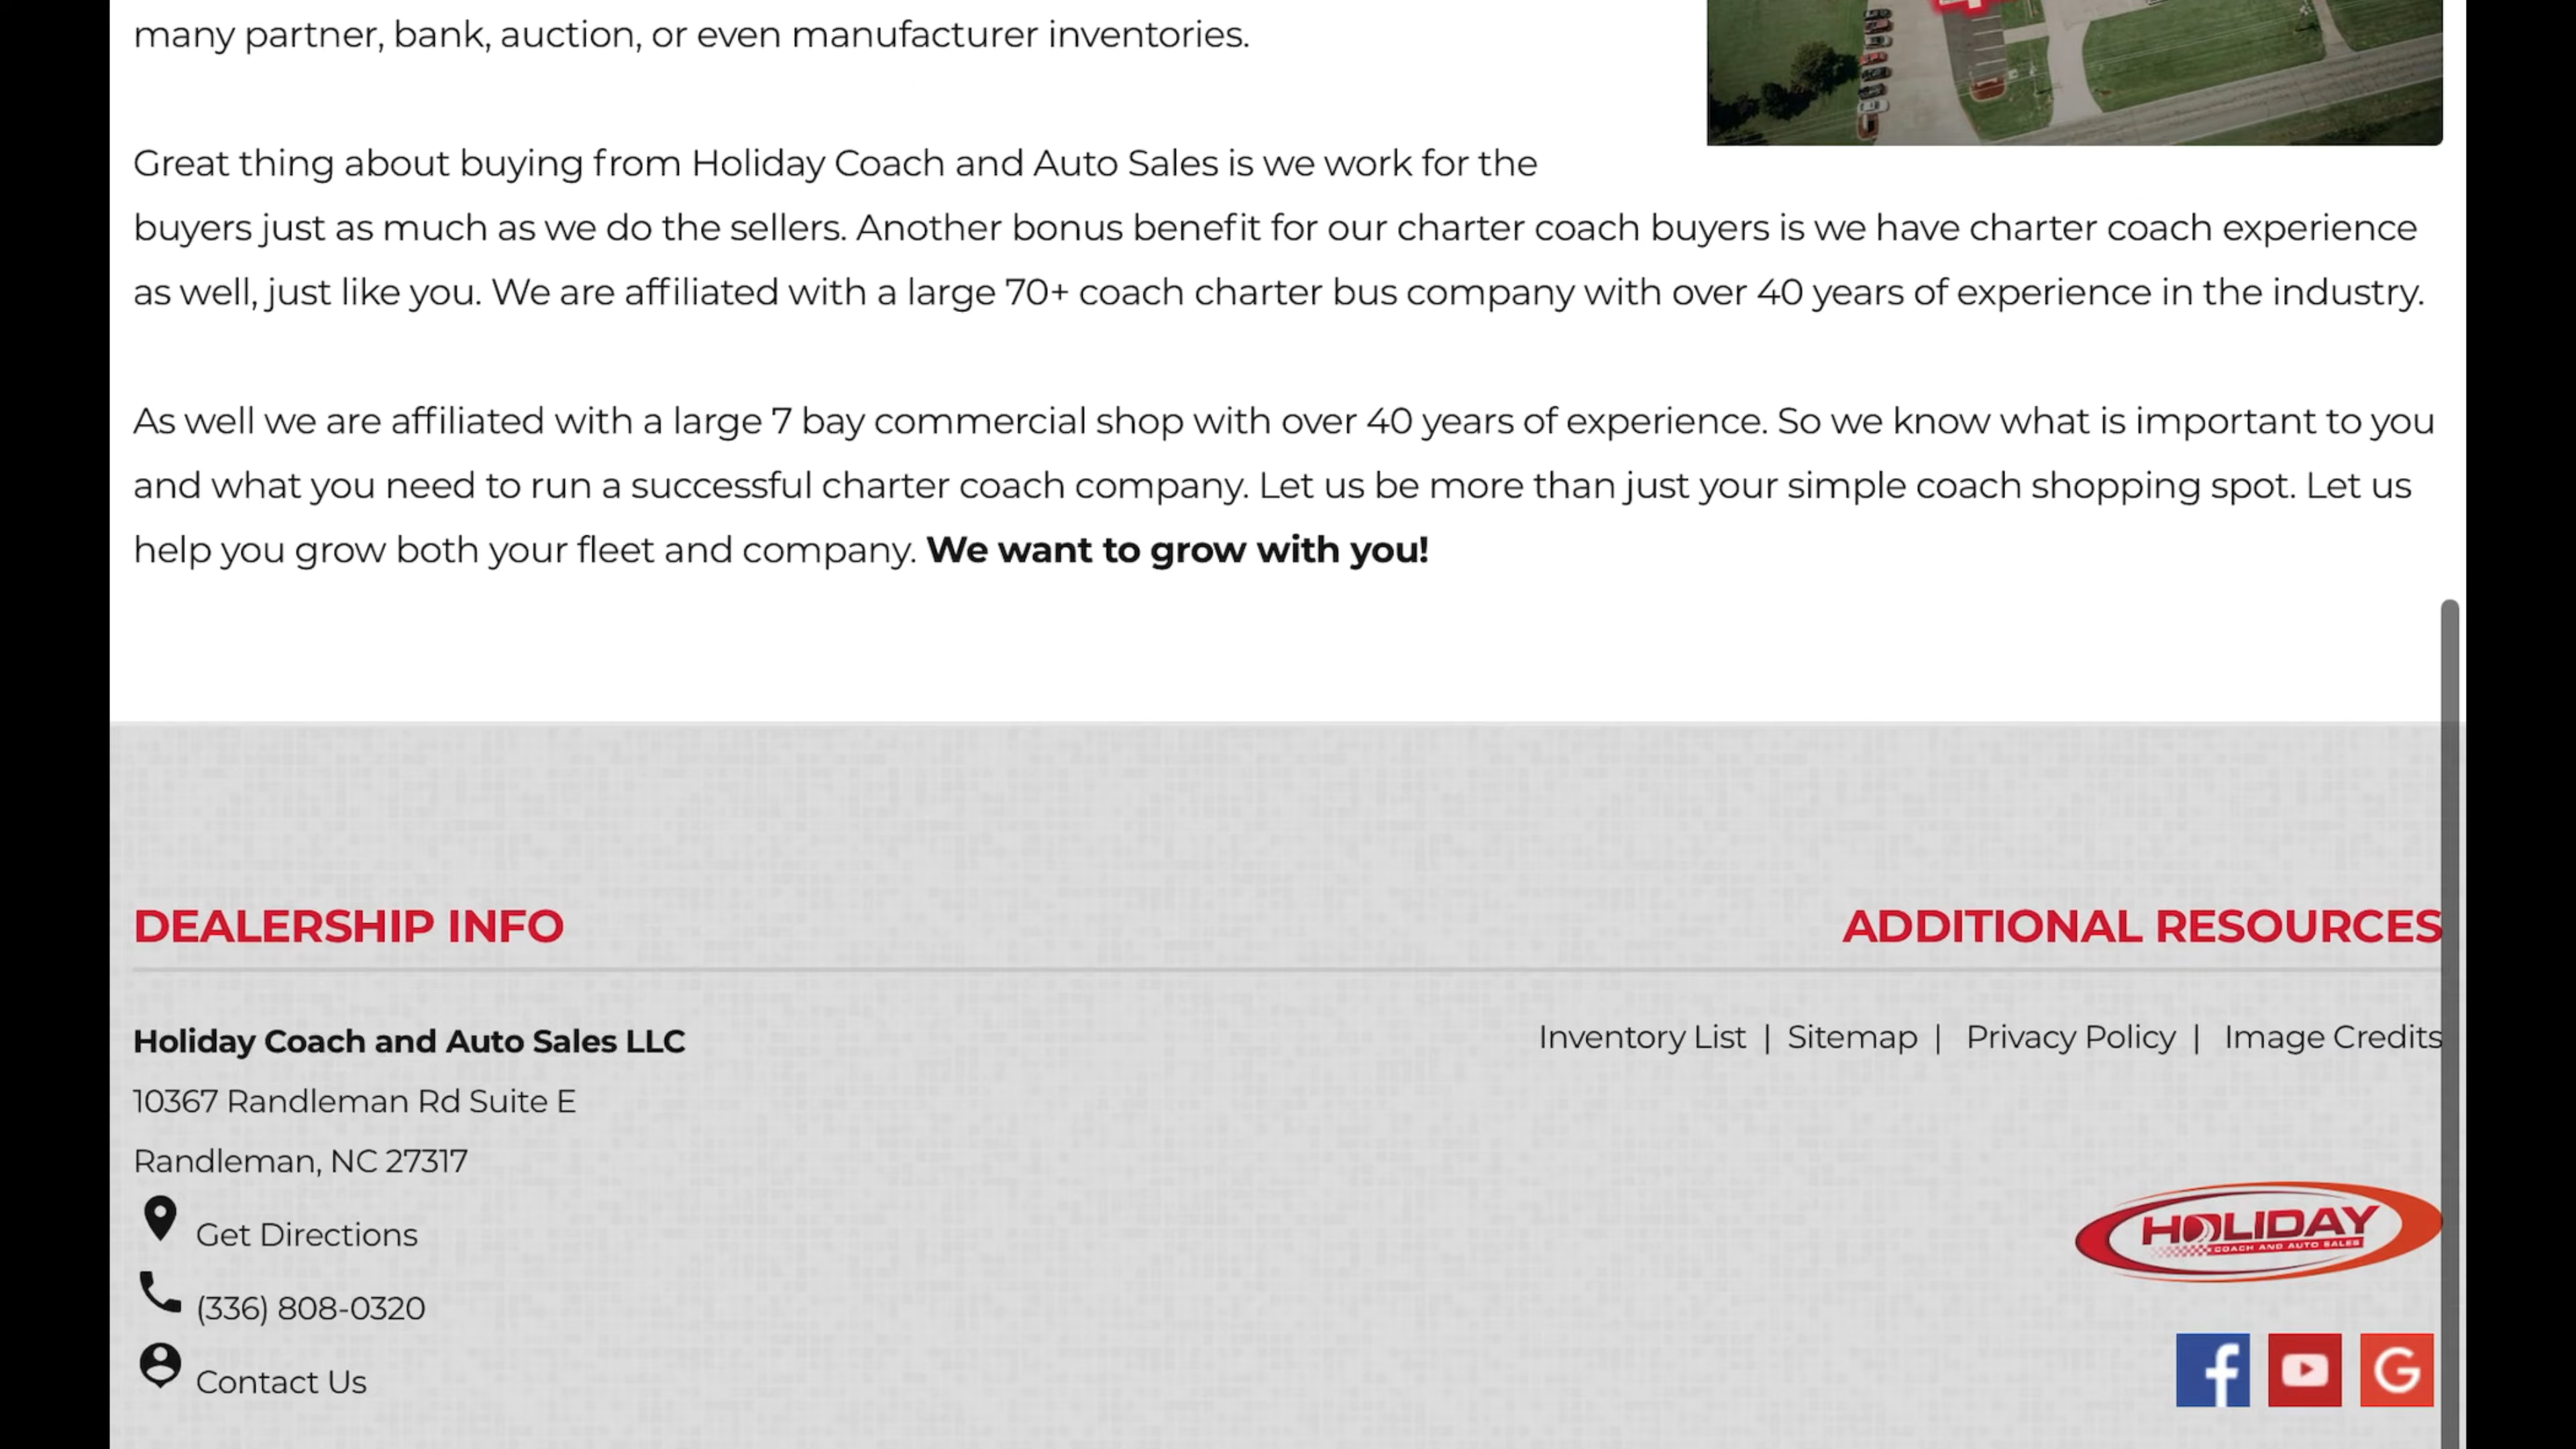 many partner, bank, auction, or even manufacturer inventories.
Great thing about buying from Holiday Coach and Auto Sales is we work for the
buyers just as much as we do the sellers. Another bonus benefit for our charter coach buyers is we have charter coach experience
as well, just like you. We are affiliated with a large 70+ coach charter bus company with over 40 years of experience in the industry.
As well we are affiliated with a large 7 bay commercial shop with over 40 years of experience. So we know what is important to you
and what you need to run a successful charter coach company. Let us be more than just your simple coach shopping spot. Let us
help you grow both your fleet and company. We want to grow with you!
DEALERSHIP INFO
Holiday Coach and Auto Sales LLC
10367 Randleman Rd Suite E
Randleman, NC 27317
Get Directions
(336) 808-0320
Contact Us
ADDITIONAL RESOURCES
Inventory List | Sitemap | Privacy Policy | Image Credits
HOLIDAY
COACH AND AUTO SALES